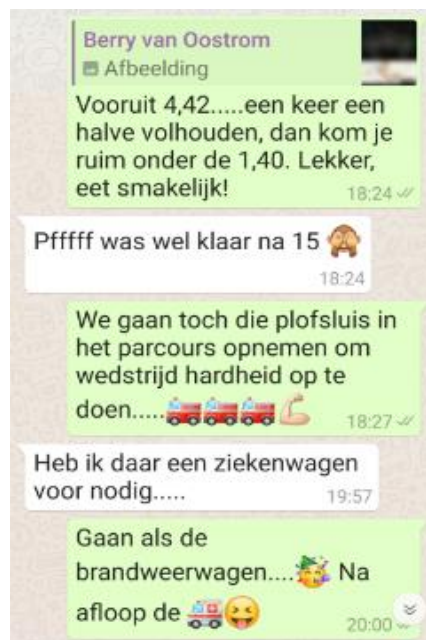 Berry van Oostrom
Afbeelding
Vooruit 4,42.....een keer een
halve volhouden, dan kom je
ruim onder de 1,40. Lekker,
eet smakelijk!
18:24
Pfffff was wel klaar na 15 🙈
18:24
We gaan toch die plofsluis in
het parcours opnemen om
wedstrijd hardheid op te
doen.....🚒🚒🚒💪🏻
18:27
Heb ik daar een ziekenwagen
voor nodig.....
19:57
Gaan als de
brandweerwagen....🥳 Na
afloop de 🚑😝
20:00